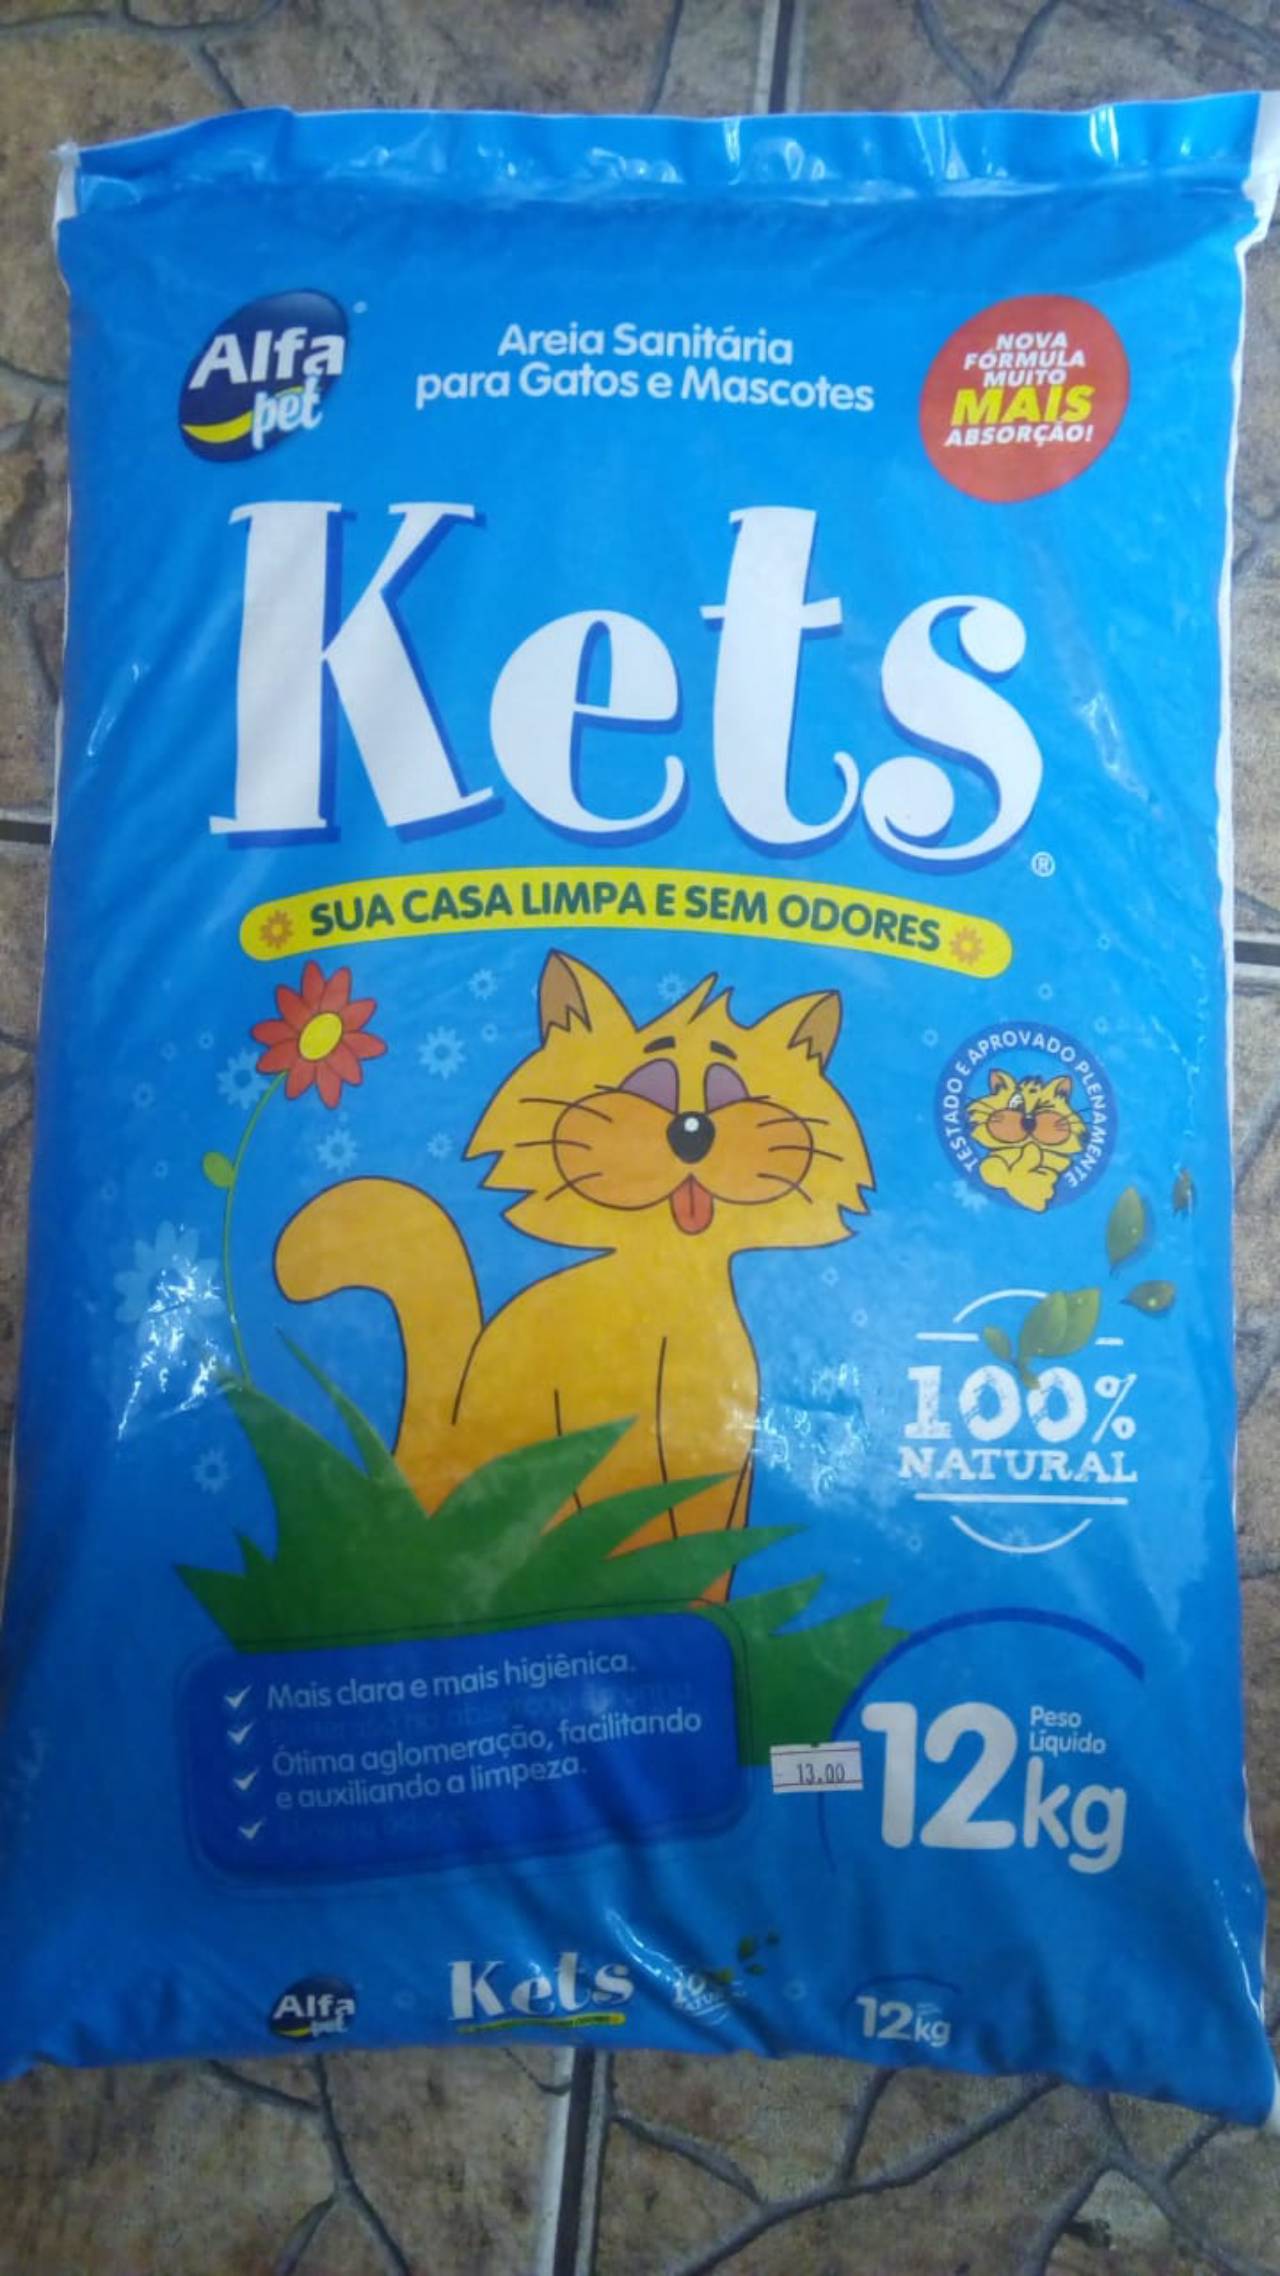 Alfa
pet
Areia Sanitária
para Gatos e Mascotes
NOVA
FÓRMULA
MUITO
MAIS
ABSORÇÃO!
Kets
®
SUA CASA LIMPA E SEM ODORES
TESTADO E APROVADO PLENAMENTE
100%
NATURAL
Mais clara e mais higiênica.
Ótima aglomeração, facilitando
e auxiliando a limpeza.
13.00
12kg
Peso
Líquido
Alfa
pet
Kets
12kg